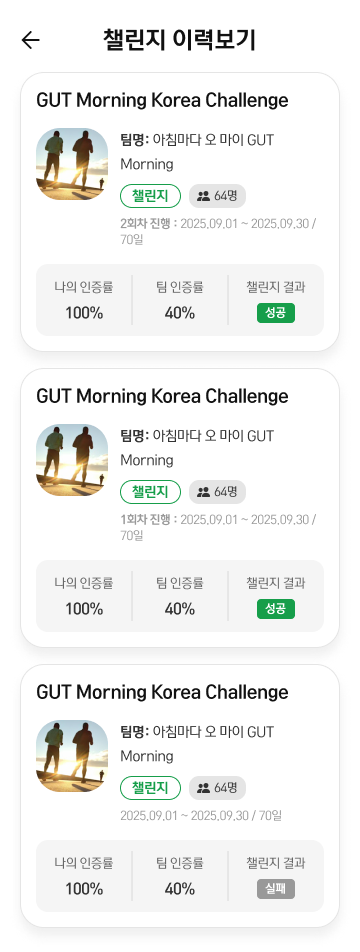 챌린지 이력보기
GUT Morning Korea Challenge
팀명: 아침마다 오 마이 GUT
Morning
챌린지 64명
2회차 진행 : 2025.09.01 ~ 2025.09.30 /
70일
나의 인증률 팀 인증률 챌린지 결과
100% 40% 성공
GUT Morning Korea Challenge
팀명: 아침마다 오 마이 GUT
Morning
챌린지 64명
1회차 진행 : 2025.09.01 ~ 2025.09.30 /
70일
나의 인증률 팀 인증률 챌린지 결과
100% 40% 성공
GUT Morning Korea Challenge
팀명: 아침마다 오 마이 GUT
Morning
챌린지 64명
2025.09.01 ~ 2025.09.30 / 70일
나의 인증률 팀 인증률 챌린지 결과
100% 40% 실패